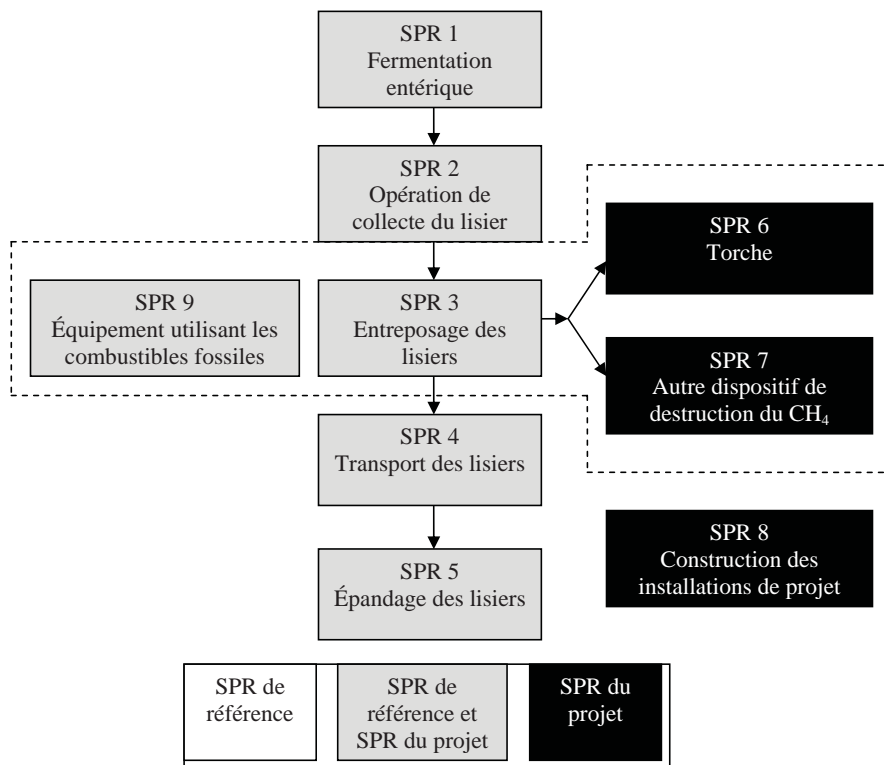 SPR 1
Fermentation
entérique
SPR 2
Opération de
collecte du lisier
SPR 6
Torche
SPR 9
Équipement utilisant les
combustibles fossiles
SPR 3
Entreposage des
lisiers
SPR 7
Autre dispositif de
destruction du CH₄
SPR 4
Transport des lisiers
SPR 8
Construction des
installations de projet
SPR 5
Épandage des lisiers
SPR de
référence
SPR de
référence et
SPR du projet
SPR du
projet